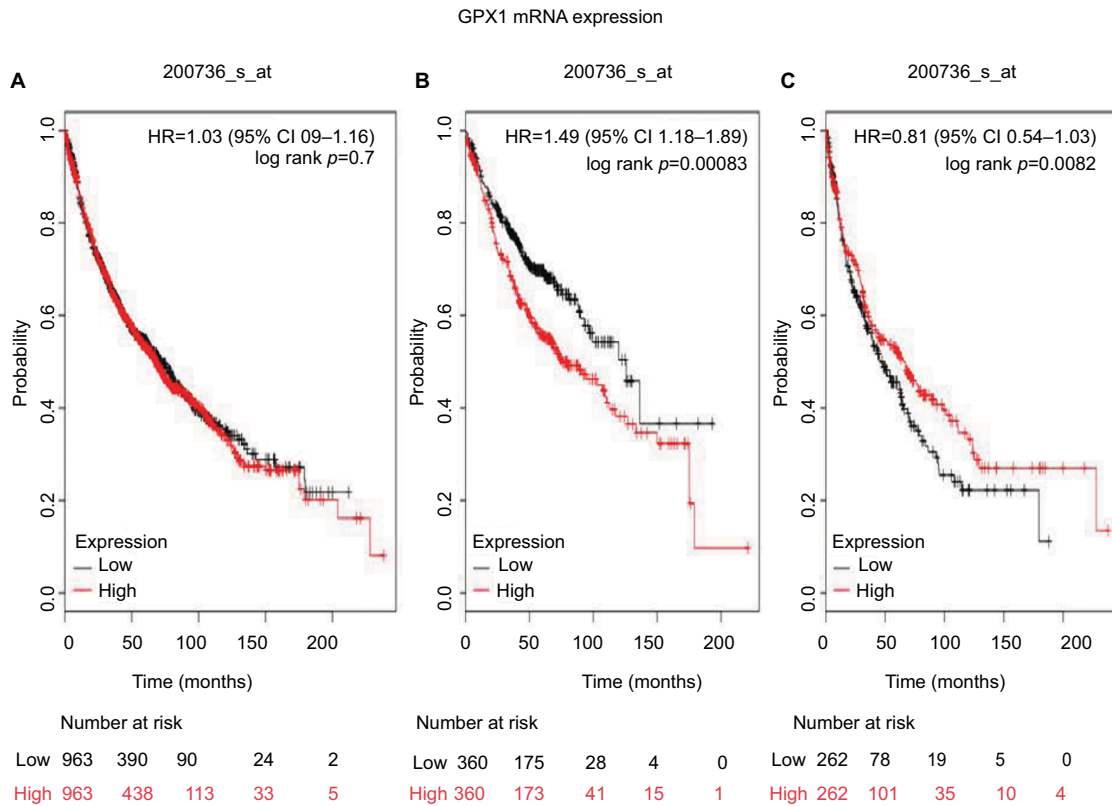 GPX1 mRNA expression
A
200736_s_at
HR=1.03 (95% CI 09–1.16)
log rank p=0.7
Probability
1.0
0.8
0.6
0.4
0.2
0.0
Expression
Low
High
0 50 100 150 200
Time (months)
Number at risk
Low 963 390 90 24 2
High 963 438 113 33 5
B
200736_s_at
HR=1.49 (95% CI 1.18–1.89)
log rank p=0.00083
Probability
1.0
0.8
0.6
0.4
0.2
0.0
Expression
Low
High
0 50 100 150 200
Time (months)
Number at risk
Low 360 175 28 4 0
High 360 173 41 15 1
C
200736_s_at
HR=0.81 (95% CI 0.54–1.03)
log rank p=0.0082
Probability
1.0
0.8
0.6
0.4
0.2
0.0
Expression
Low
High
0 50 100 150 200
Time (months)
Number at risk
Low 262 78 19 5 0
High 262 101 35 10 4